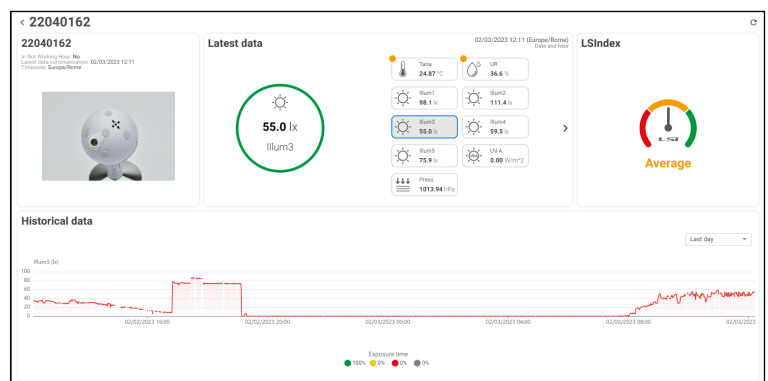 ‹ 22040162
22040162
In Not Working Hour: No
Latest data communication: 02/03/2023 12:11
Timezone: Europe/Rome
Latest data
02/03/2023 12:11 (Europe/Rome)
Date and hour
55.0 lx
Illum3
Taria
24.87 °C
UR
36.6 %
Illum1
98.1 lx
Illum2
111.4 lx
Illum3
55.0 lx
Illum4
59.5 lx
Illum5
75.9 lx
UV-A
0.00 W/m^2
Press
1013.94 hPa
LSIndex
LSI
Average
Historical data
Last day
Illum3 (lx)
100
80
60
40
20
0
02/02/2023 16:00 02/02/2023 20:00 02/03/2023 00:00 02/03/2023 04:00 02/03/2023 08:00 02/03/2023
Exposure time
100% 0% 0% 0%